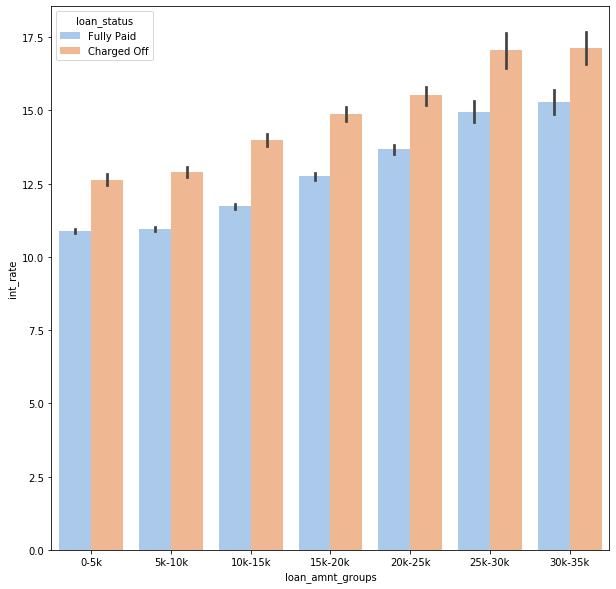 loan_status
Fully Paid
Charged Off
17.5
15.0
12.5
10.0
7.5
5.0
2.5
0.0
int_rate
0-5k 5k-10k 10k-15k 15k-20k 20k-25k 25k-30k 30k-35k
loan_amnt_groups